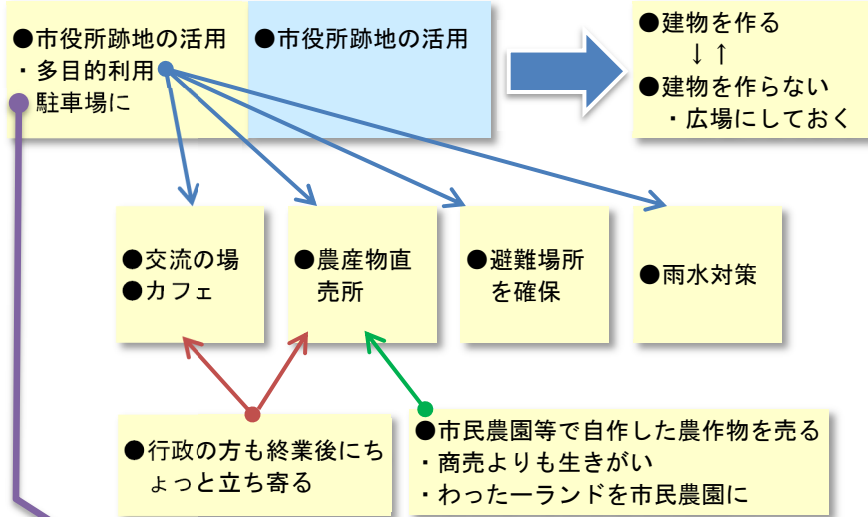 ●市役所跡地の活用
・多目的利用
駐車場に
●市役所跡地の活用
●建物を作る
↓↑
●建物を作らない
・広場にしておく
●交流の場
●カフェ
●農産物直
売所
●避難場所
を確保
●雨水対策
●行政の方も終業後にち
ょっと立ち寄る
●市民農園等で自作した農作物を売る
・商売よりも生きがい
・わったーランドを市民農園に